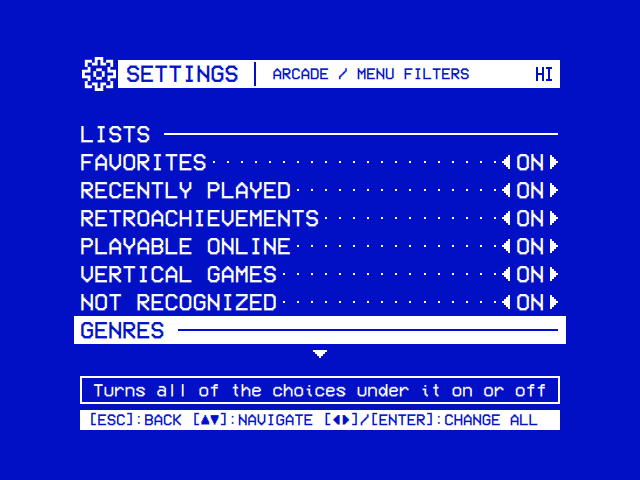 SETTINGS | ARCADE / MENU FILTERS HI
LISTS
FAVORITES ON
RECENTLY PLAYED ON
RETROACHIEVEMENTS ON
PLAYABLE ONLINE ON
VERTICAL GAMES ON
NOT RECOGNIZED ON
GENRES
Turns all of the choices under it on or off
[ESC]:BACK [▲▼]:NAVIGATE [◀▶]/[ENTER]:CHANGE ALL